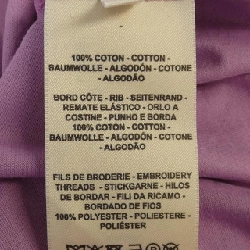 100% COTON - COTTON -
BAUMWOLLE - ALGODÓN - COTONE
- ALGODÃO
BORD CÔTE - RIB - SEITENRAND -
REMATE ELÁSTICO - ORLO A
COSTINE - PUNHO E BORDA
100% COTON - COTTON -
BAUMWOLLE - ALGODÓN - COTONE
- ALGODÃO
FILS DE BRODERIE - EMBROIDERY
THREADS - STICKGARNE - HILOS
DE BORDAR - FILI DA RICAMO -
BORDADO DE FIOS
100% POLYESTER - POLIESTERE -
POLIÉSTER